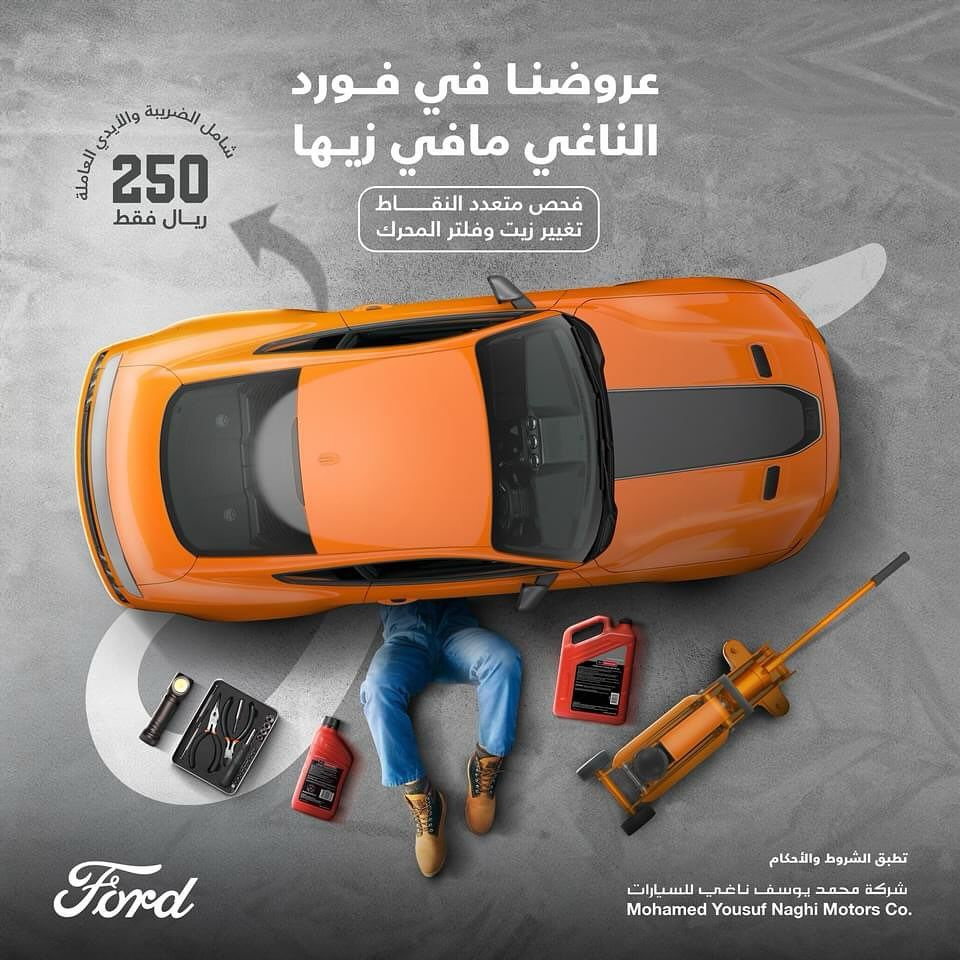 عروضنا في فورد
الناغي مافي زيها
فحص متعدد النقاط
تغيير زيت وفلتر المحرك
شامل الضريبة والأيدي العاملة
250
ريال فقط
تطبق الشروط والأحكام
شركة محمد يوسف ناغي للسيارات
Mohamed Yousuf Naghi Motors Co.
Ford